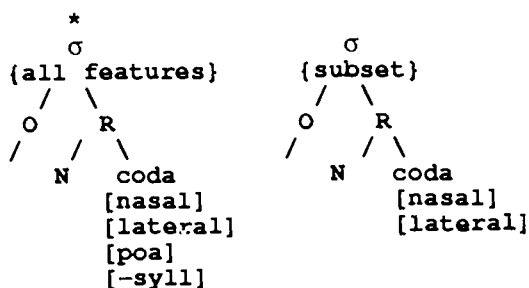 *
σ σ
{all features} {subset}
/ \ / \
O R O R
/ / \ / / \
N coda N coda
[nasal] [nasal]
[lateral] [lateral]
[poa]
[-syll]